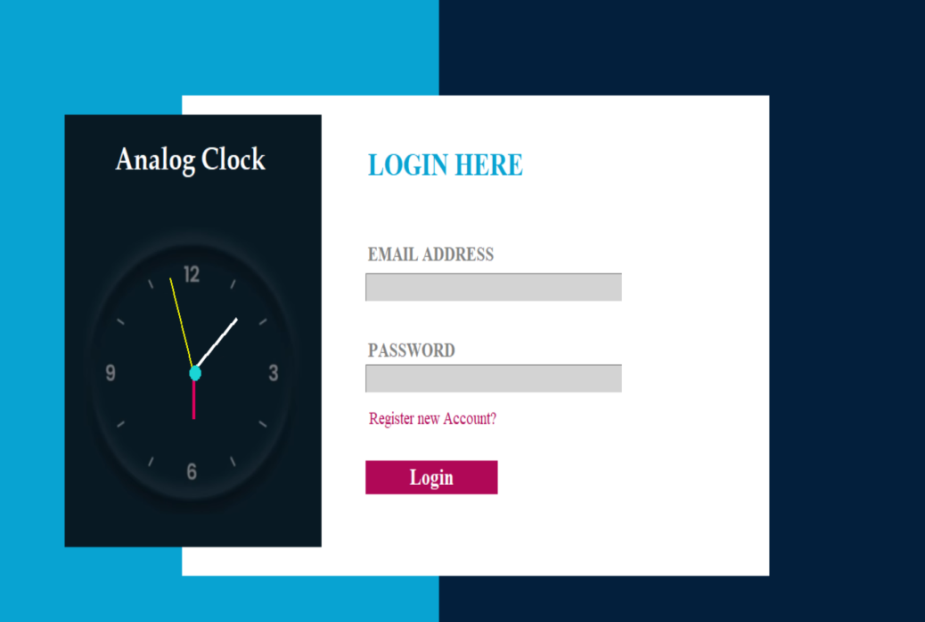 Analog Clock
12
9
3
6
LOGIN HERE
EMAIL ADDRESS
PASSWORD
Register new Account?
Login